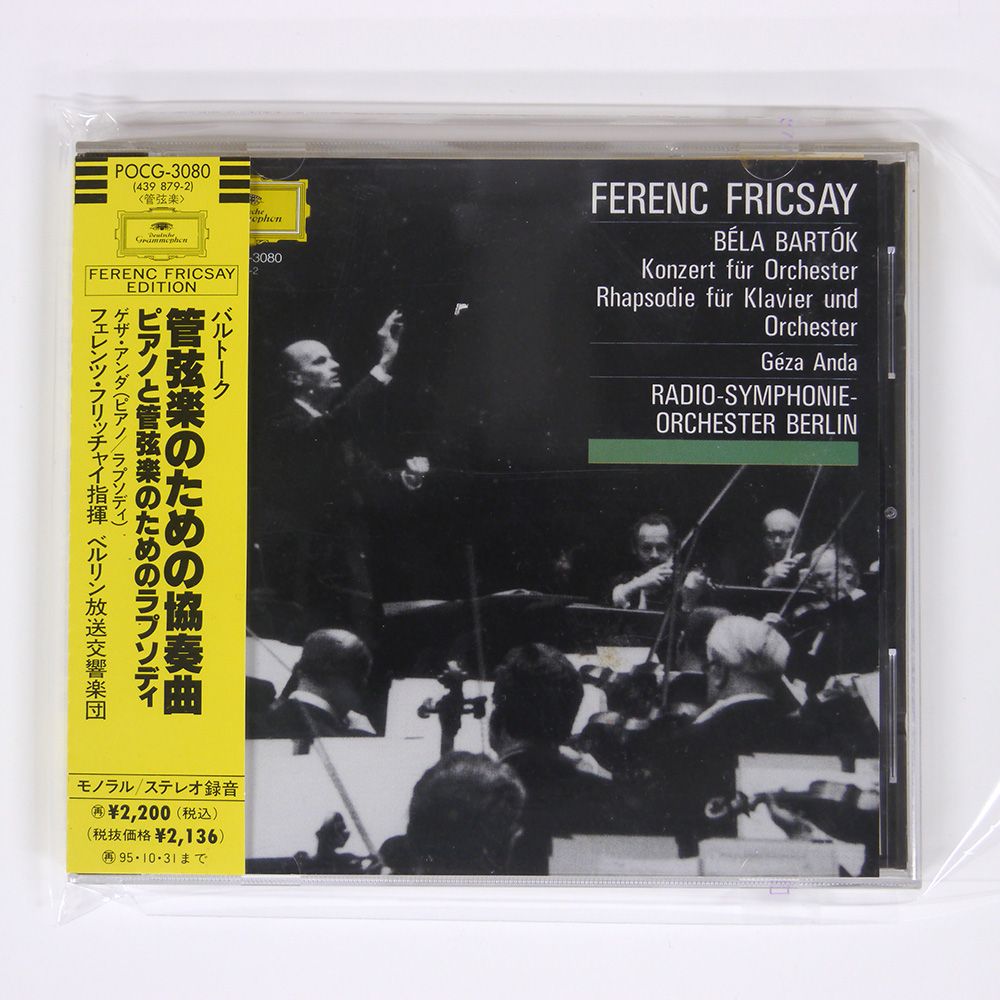 POCG-3080
(439 879-2)
〈管弦楽〉
Deutsche
Grammophon
FERENC FRICSAY
EDITION
バルトーク
管弦楽のための協奏曲
ピアノと管弦楽のためのラプソディ
ゲザ・アンダ(ピアノ/ラプソディ)
フェレンツ・フリッチャイ指揮 ベルリン放送交響楽団
モノラル/ステレオ録音
再 ¥2,200 (税込)
(税抜価格 ¥2,136)
再 95・10・31まで
-3080
-2
FERENC FRICSAY
BÉLA BARTÓK
Konzert für Orchester
Rhapsodie für Klavier und
Orchester
Géza Anda
RADIO-SYMPHONIE-
ORCHESTER BERLIN